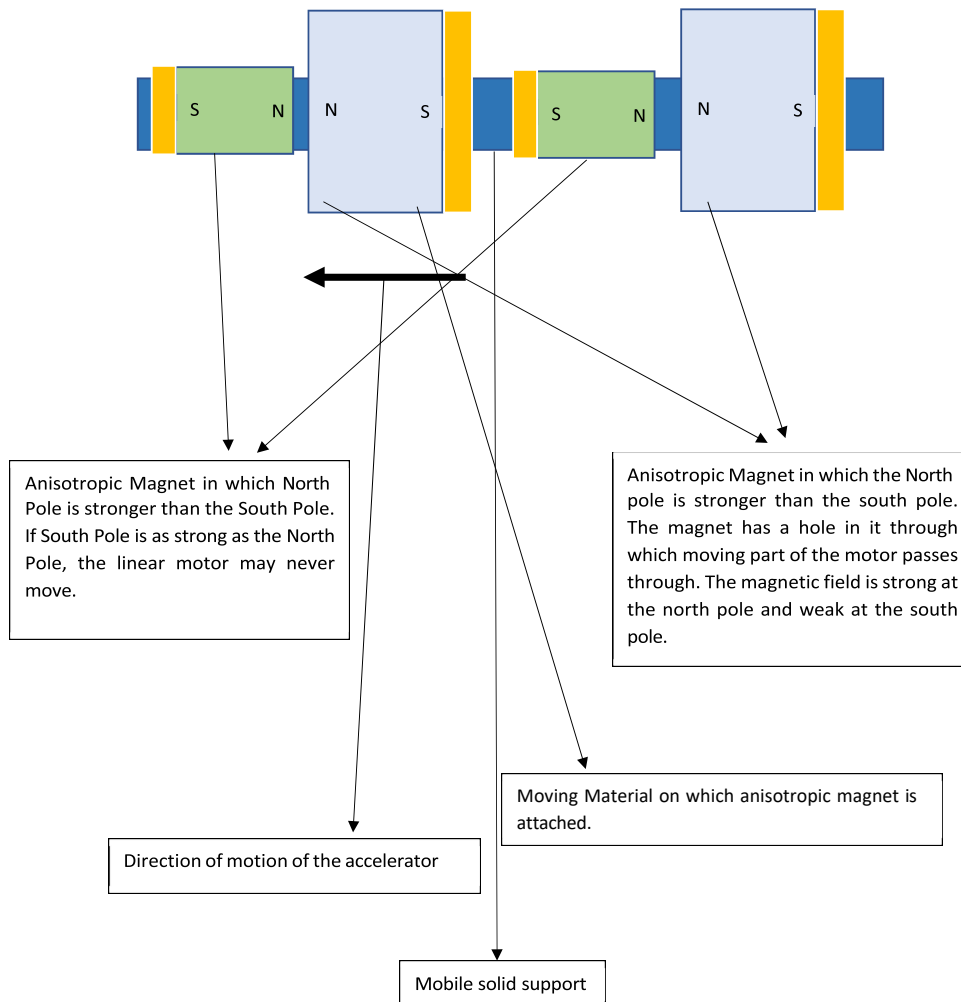 S
N
N
S
S
N
N
S
Anisotropic Magnet in which North
Pole is stronger than the South Pole.
If South Pole is as strong as the North
Pole, the linear motor may never
move.
Anisotropic Magnet in which the North
pole is stronger than the south pole.
The magnet has a hole in it through
which moving part of the motor passes
through. The magnetic field is strong at
the north pole and weak at the south
pole.
Moving Material on which anisotropic magnet is
attached.
Direction of motion of the accelerator
Mobile solid support